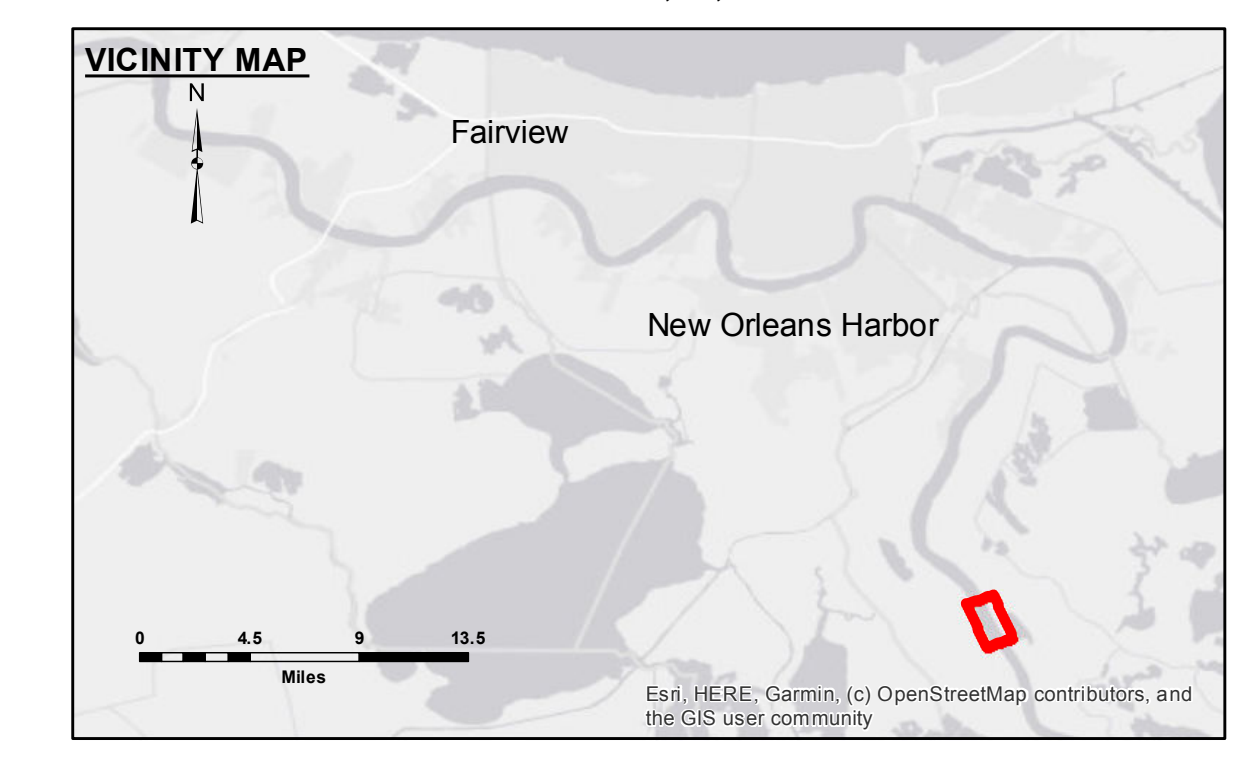 VICINITY MAP
N
Fairview
New Orleans Harbor
0 4.5 9 13.5
Miles
Esri, HERE, Garmin, (c) OpenStreetMap contributors, and
the GIS user community